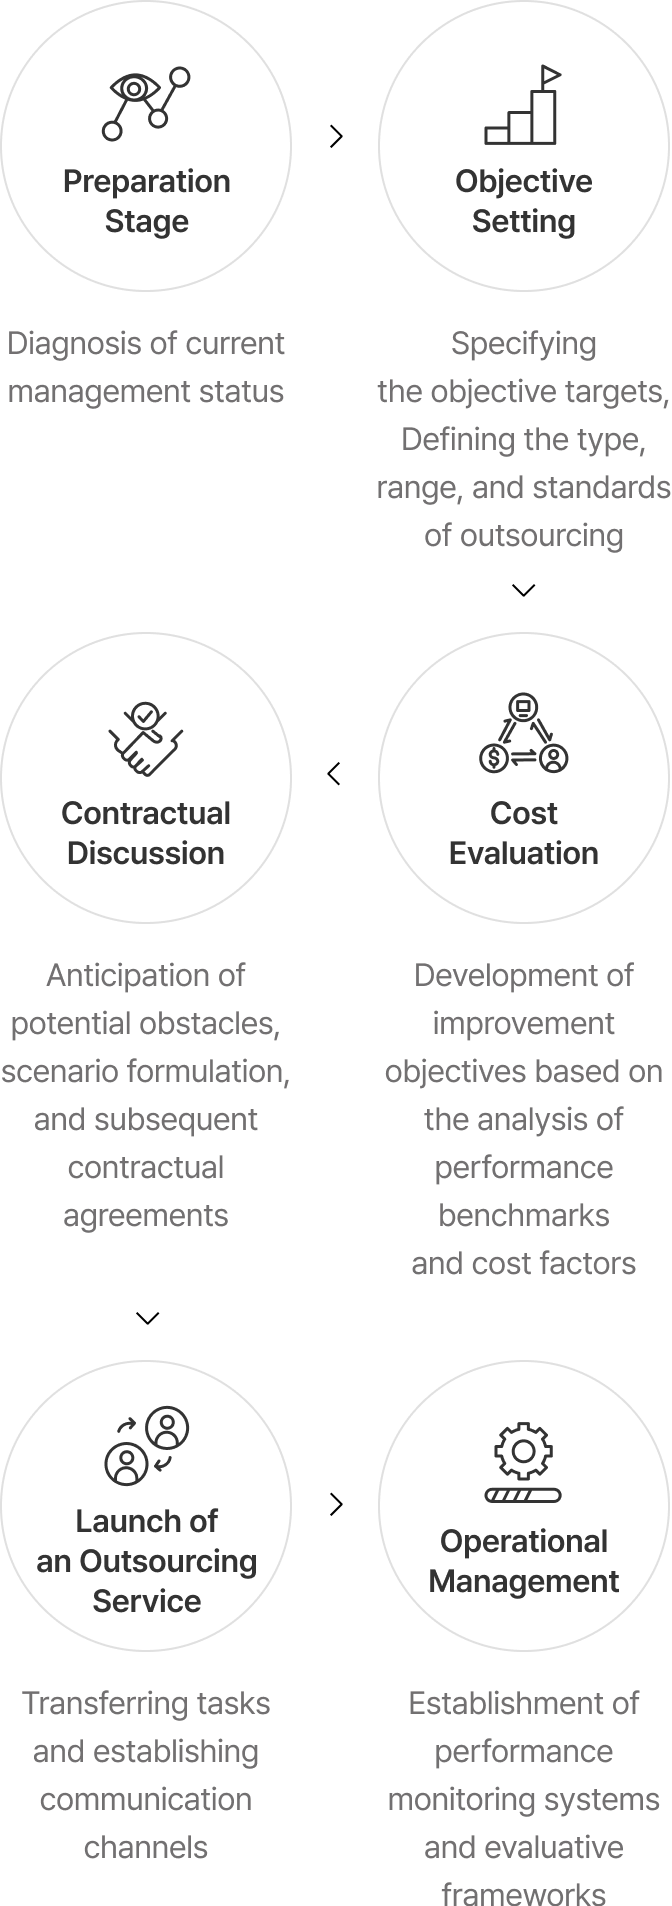 Preparation
Stage
Diagnosis of current
management status
Objective
Setting
Specifying
the objective targets,
Defining the type,
range, and standards
of outsourcing
Cost
Evaluation
Development of
improvement
objectives based on
the analysis of
performance
benchmarks
and cost factors
Contractual
Discussion
Anticipation of
potential obstacles,
scenario formulation,
and subsequent
contractual
agreements
Launch of
an Outsourcing
Service
Transferring tasks
and establishing
communication
channels
Operational
Management
Establishment of
performance
monitoring systems
and evaluative
frameworks